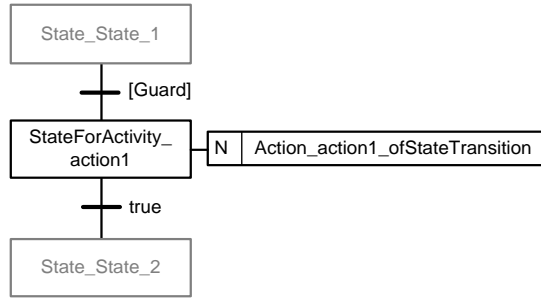 State_State_1
[Guard]
StateForActivity_
action1
N
Action_action1_ofStateTransition
true
State_State_2